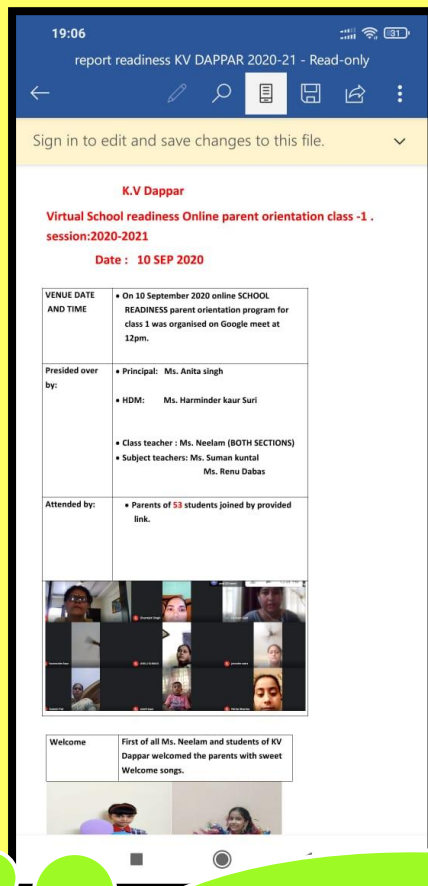 19:06
31
report readiness KV DAPPAR 2020-21 - Read-only
Sign in to edit and save changes to this file.
K.V Dappar
Virtual School readiness Online parent orientation class -1 .
session:2020-2021
Date : 10 SEP 2020
VENUE DATE
AND TIME
• On 10 September 2020 online SCHOOL
READINESS parent orientation program for
class 1 was organised on Google meet at
12pm.
Presided over
by:
• Principal: Ms. Anita singh
• HDM: Ms. Harminder kaur Suri
• Class teacher : Ms. Neelam (BOTH SECTIONS)
• Subject teachers: Ms. Suman kuntal
Ms. Renu Dabas
Attended by:
• Parents of 53 students joined by provided
link.
Welcome
First of all Ms. Neelam and students of KV
Dappar welcomed the parents with sweet
Welcome songs.